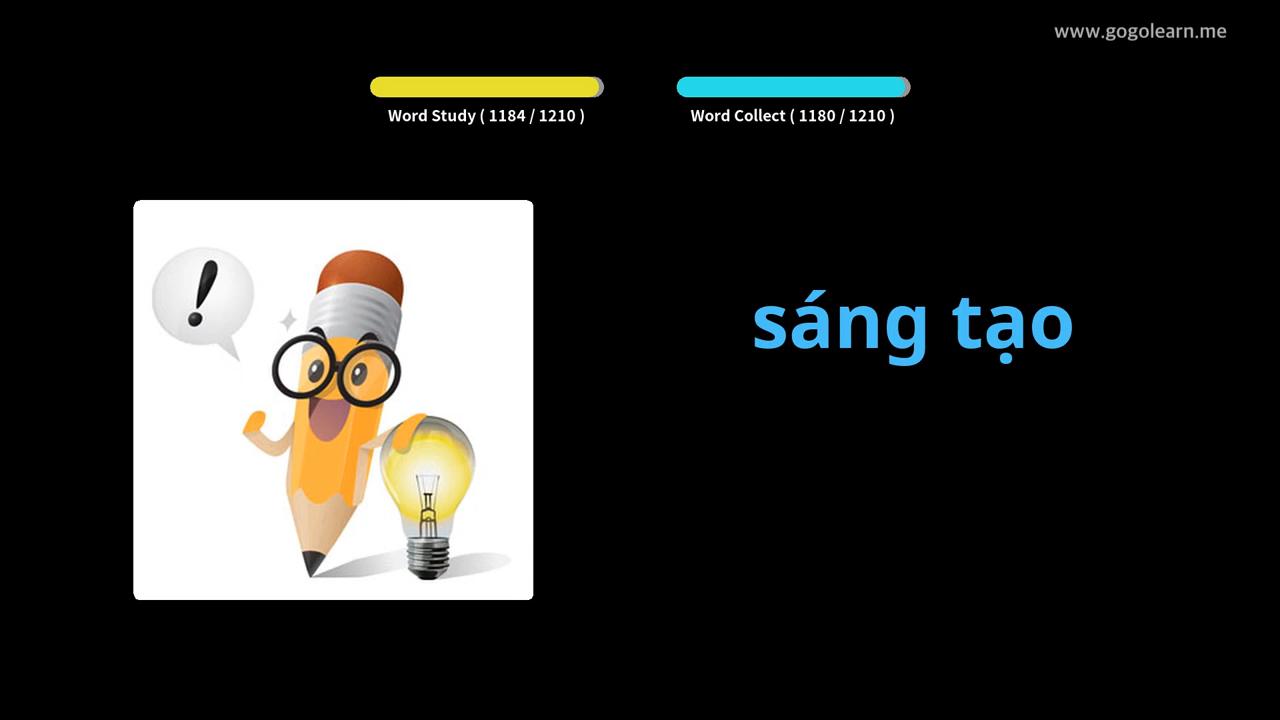 www.gogolearn.me
Word Study ( 1184 / 1210 )
Word Collect ( 1180 / 1210 )
!
sáng tạo